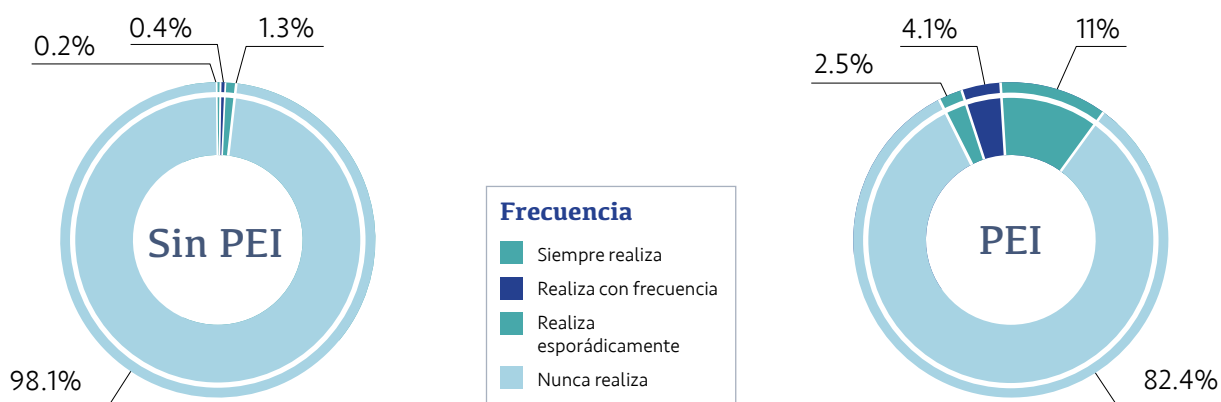 0.2%
0.4%
1.3%
Sin PEI
98.1%
Frecuencia
Siempre realiza
Realiza con frecuencia
Realiza
esporádicamente
Nunca realiza
2.5%
4.1%
11%
PEI
82.4%